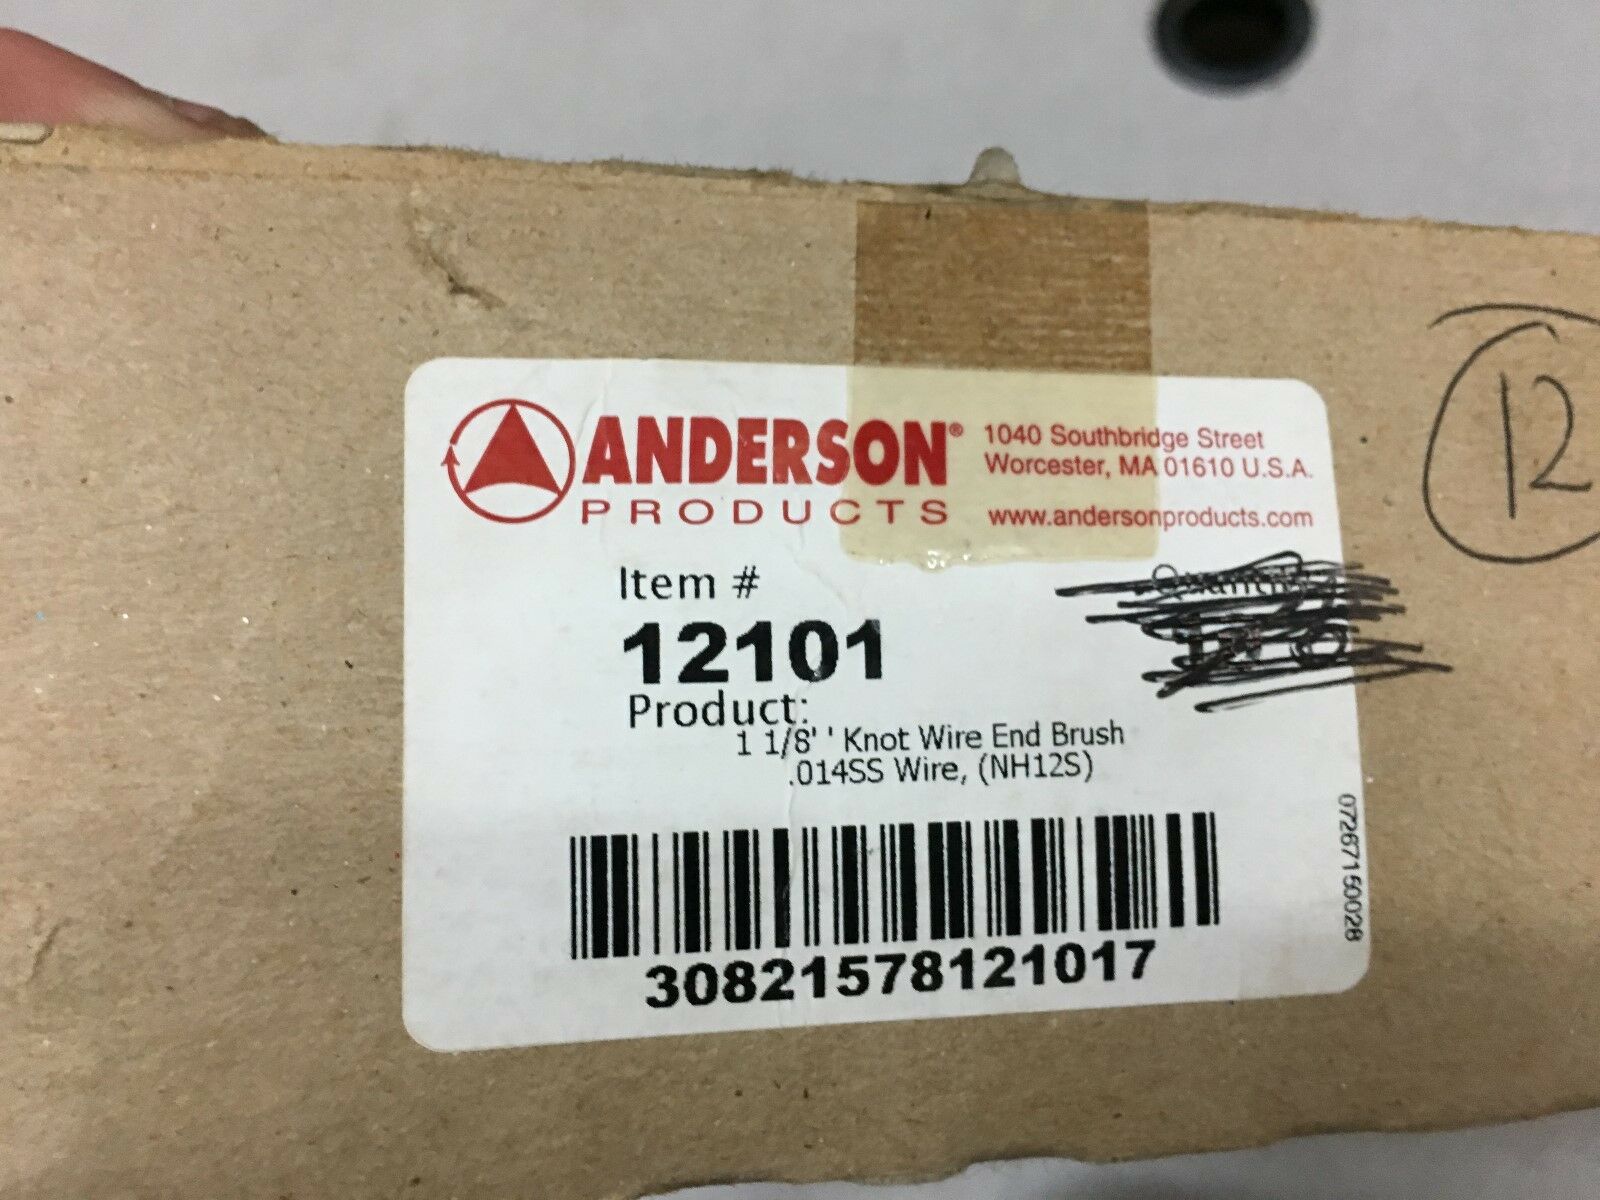 ANDERSON®
PRODUCTS
1040 Southbridge Street
Worcester, MA 01610 U.S.A.
www.andersonproducts.com
12
Item #
12101
Quantity
Product:
1 1/8' ' Knot Wire End Brush
.014SS Wire, (NH12S)
30821578121017
07267150028